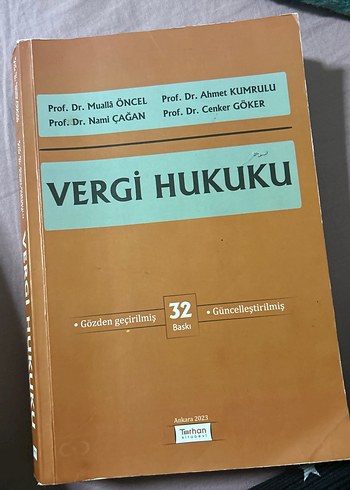 Prof. Dr. Muallâ ÖNCEL
Prof. Dr. Ahmet KUMRULU
Prof. Dr. Nami ÇAĞAN
Prof. Dr. Cenker GÖKER
VERGİ HUKUKU
• Gözden geçirilmiş
32
Baskı
• Güncelleştirilmiş
Ankara 2023
Turhan
Kitabevi
VERGİ HUKUKU